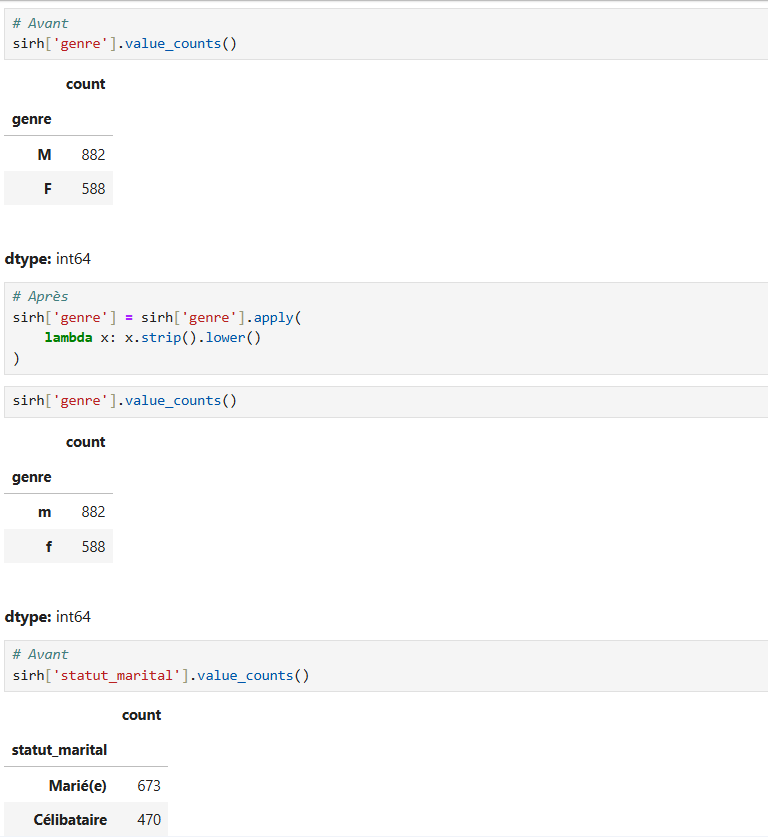 # Avant
sirh['genre'].value_counts()
count
genre
M 882
F 588
dtype: int64
# Après
sirh['genre'] = sirh['genre'].apply(
    lambda x: x.strip().lower()
)
sirh['genre'].value_counts()
count
genre
m 882
f 588
dtype: int64
# Avant
sirh['statut_marital'].value_counts()
count
statut_marital
Marié(e) 673
Célibataire 470